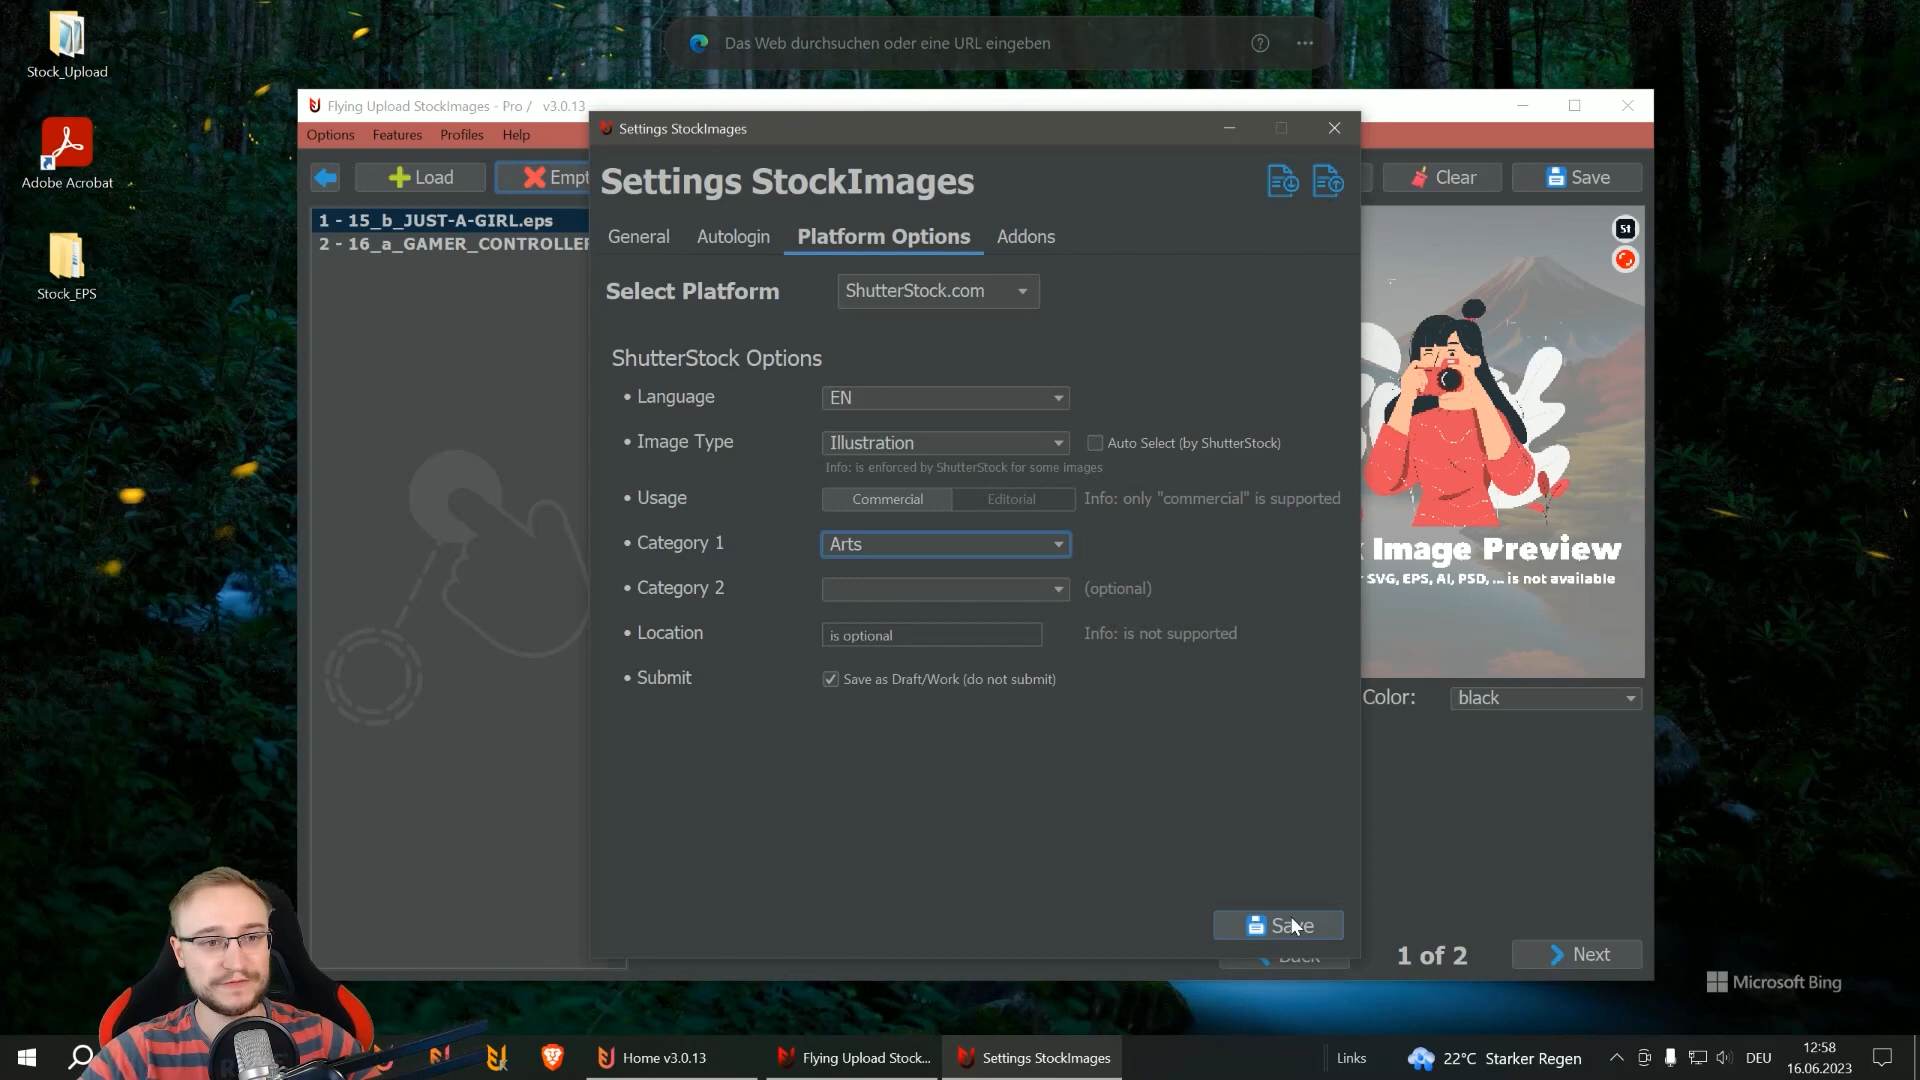 Stock_Upload
Adobe Acrobat
Stock_EPS
Das Web durchsuchen oder eine URL eingeben
Flying Upload StockImages - Pro / v3.0.13
Options Features Profiles Help
Load
Clear
Save
1 - 15_b_JUST-A-GIRL.eps
2 - 16_a_GAMER_CONTROLLER
Settings StockImages
Settings StockImages
General Autologin Platform Options Addons
Select Platform ShutterStock.com
ShutterStock Options
• Language EN
• Image Type Illustration Auto Select (by ShutterStock)
Info: is enforced by ShutterStock for some images
• Usage Commercial Editorial Info: only "commercial" is supported
• Category 1 Arts
• Category 2 (optional)
• Location is optional Info: is not supported
• Submit Save as Draft/Work (do not submit)
Save
St
Image Preview
SVG, EPS, AI, PSD, ... is not available
Color: black
1 of 2
Next
Microsoft Bing
Home v3.0.13
Flying Upload Stock...
Settings StockImages
Links
22°C Starker Regen
DEU
12:58
16.06.2023